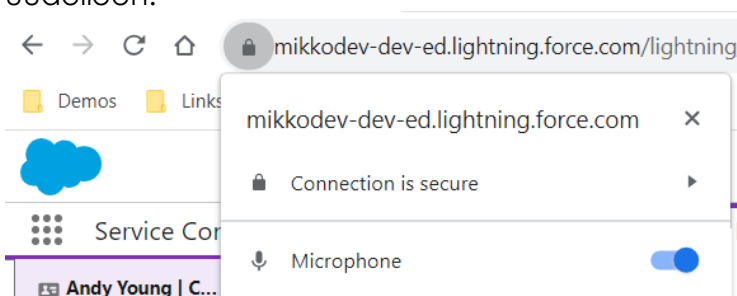 mikkodev-dev-ed.lightning.force.com/lightning
Demos Links
mikkodev-dev-ed.lightning.force.com
Connection is secure
Service Cor
Microphone
Andy Young | C...